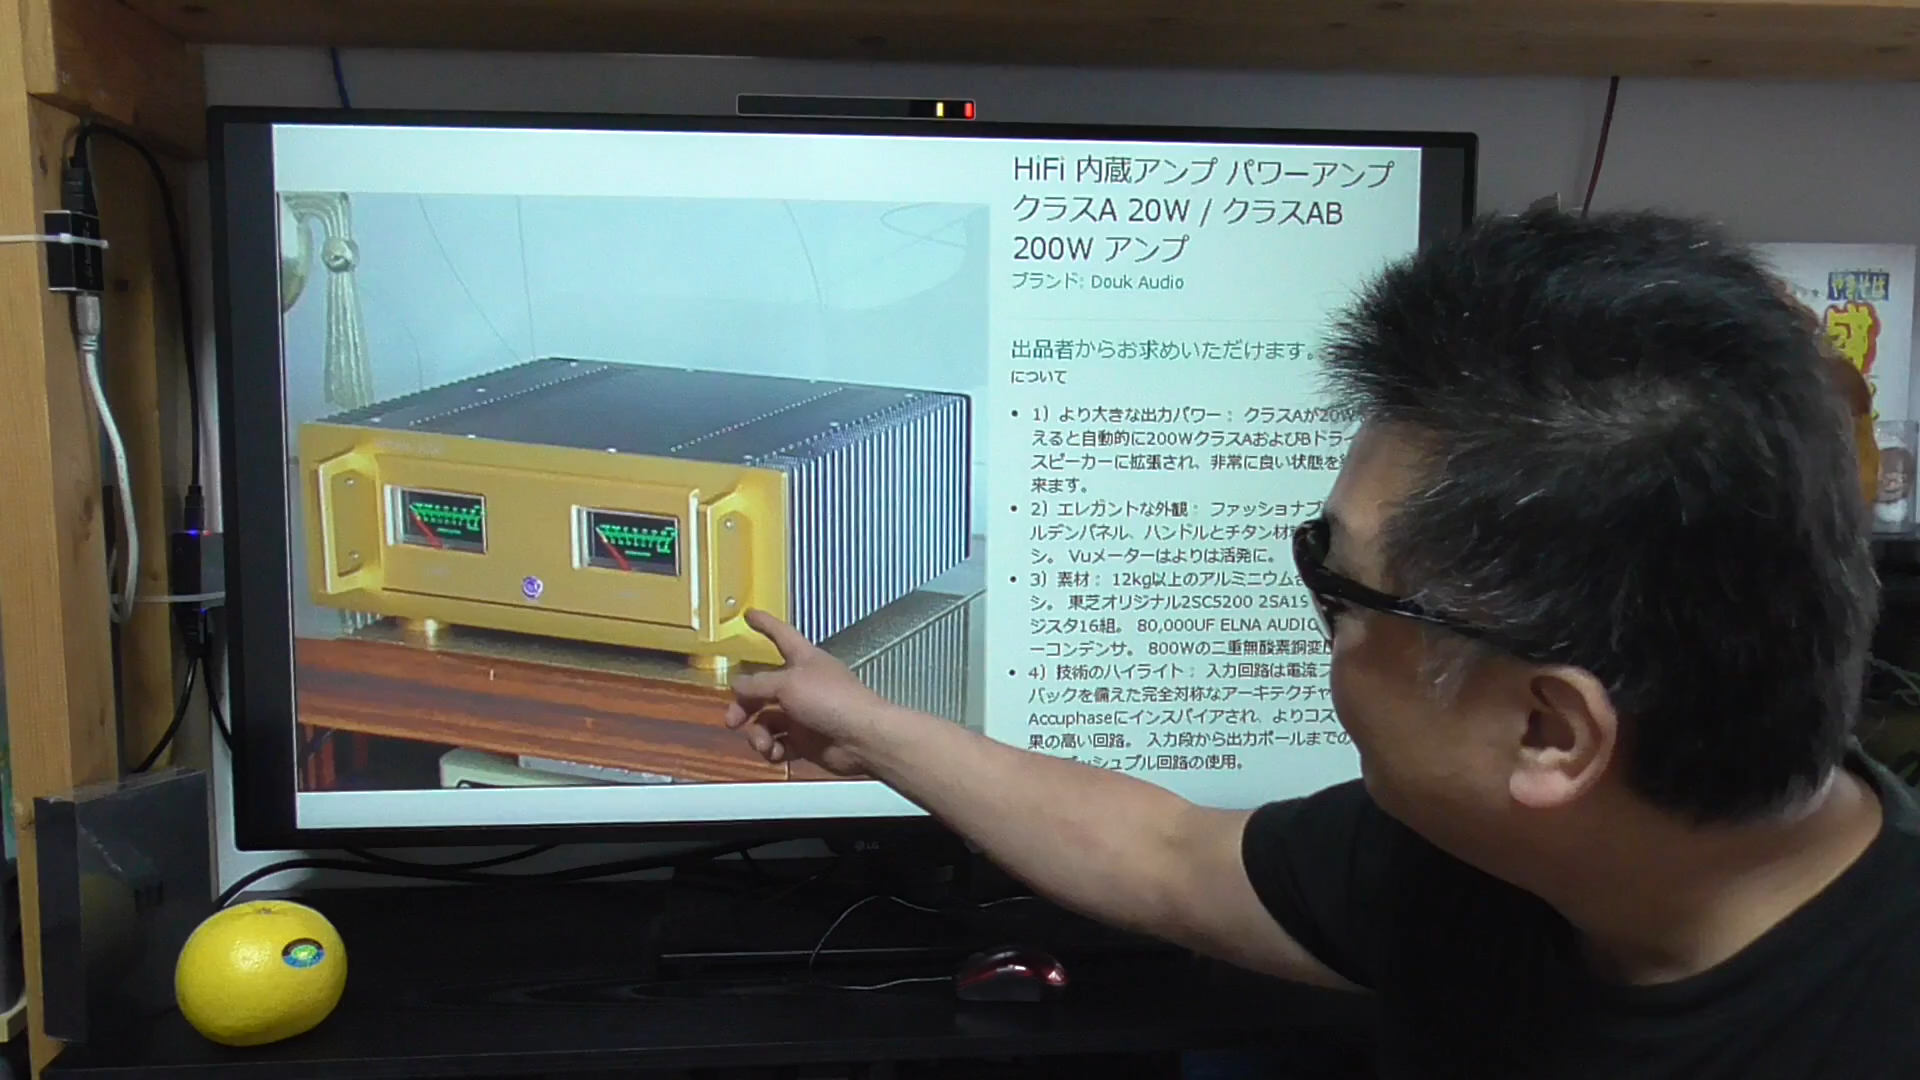 HiFi 内蔵アンプ パワーアンプ
クラスA 20W / クラスAB
200W アンプ
ブランド: Douk Audio
出品者からお求めいただけます。
について
1）より大きな出力パワー： クラスAが20W
えると自動的に200WクラスAおよびBドライ
スピーカーに拡張され、非常に良い状態を
来ます。
2）エレガントな外観： ファッショナブ
ルデンパネル、ハンドルとチタン材
シ。 Vuメーターはよりは活発に。
3）素材： 12kg以上のアルミニウム
シ。 東芝オリジナル2SC5200 2SA19
ジスタ16組。 80,000UF ELNA AUDIO
ーコンデンサ。 800Wの二重無酸素銅変
4）技術のハイライト： 入力回路は電流フ
バックを備えた完全対称なアーキテクチャ
Accuphaseにインスパイアされ、よりコス
果の高い回路。 入力段から出力ポールまでの
ッシュプル回路の使用。
LG
やきそば